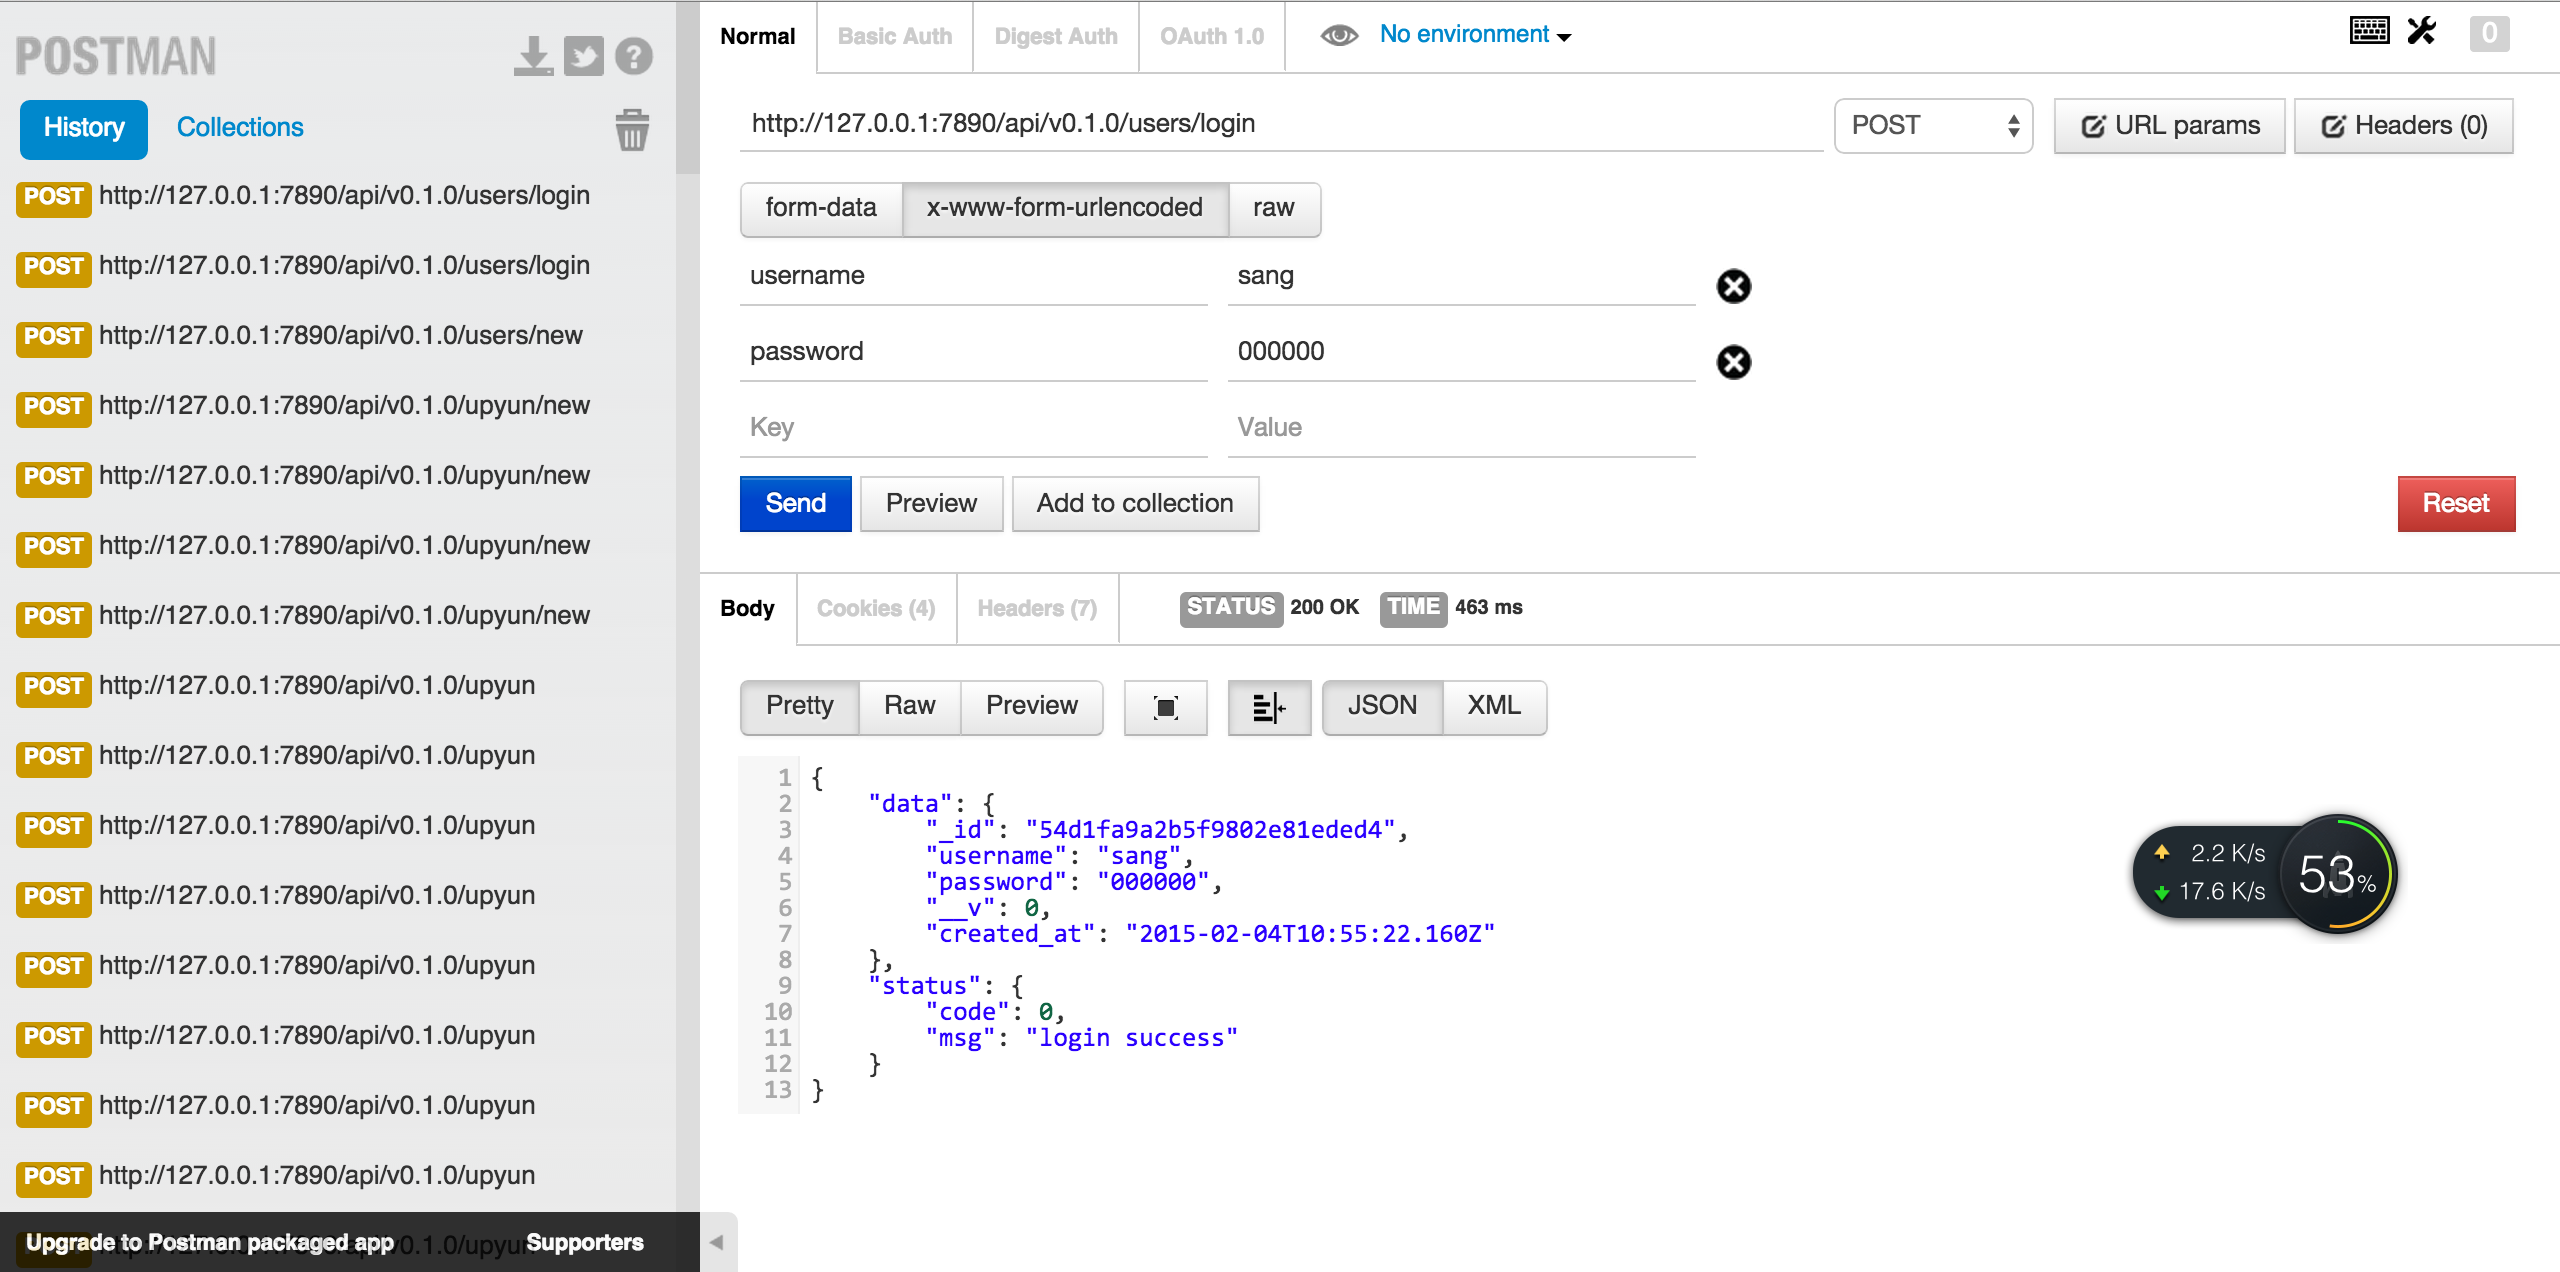 POSTMAN
History Collections
POST http://127.0.0.1:7890/api/v0.1.0/users/login
POST http://127.0.0.1:7890/api/v0.1.0/users/login
POST http://127.0.0.1:7890/api/v0.1.0/users/new
POST http://127.0.0.1:7890/api/v0.1.0/upyun/new
POST http://127.0.0.1:7890/api/v0.1.0/upyun/new
POST http://127.0.0.1:7890/api/v0.1.0/upyun/new
POST http://127.0.0.1:7890/api/v0.1.0/upyun/new
POST http://127.0.0.1:7890/api/v0.1.0/upyun
POST http://127.0.0.1:7890/api/v0.1.0/upyun
POST http://127.0.0.1:7890/api/v0.1.0/upyun
POST http://127.0.0.1:7890/api/v0.1.0/upyun
POST http://127.0.0.1:7890/api/v0.1.0/upyun
POST http://127.0.0.1:7890/api/v0.1.0/upyun
POST http://127.0.0.1:7890/api/v0.1.0/upyun
POST http://127.0.0.1:7890/api/v0.1.0/upyun
Upgrade to Postman packaged app Supporters
Normal Basic Auth Digest Auth OAuth 1.0 No environment 0
http://127.0.0.1:7890/api/v0.1.0/users/login POST URL params Headers (0)
form-data x-www-form-urlencoded raw
username sang
password 000000
Key Value
Send Preview Add to collection Reset
Body Cookies (4) Headers (7) STATUS 200 OK TIME 463 ms
Pretty Raw Preview JSON XML
1 {
2 "data": {
3 "_id": "54d1fa9a2b5f9802e81eded4",
4 "username": "sang",
5 "password": "000000",
6 "__v": 0,
7 "created_at": "2015-02-04T10:55:22.160Z"
8 },
9 "status": {
10 "code": 0,
11 "msg": "login success"
12 }
13 }
2.2 K/s
17.6 K/s
53%